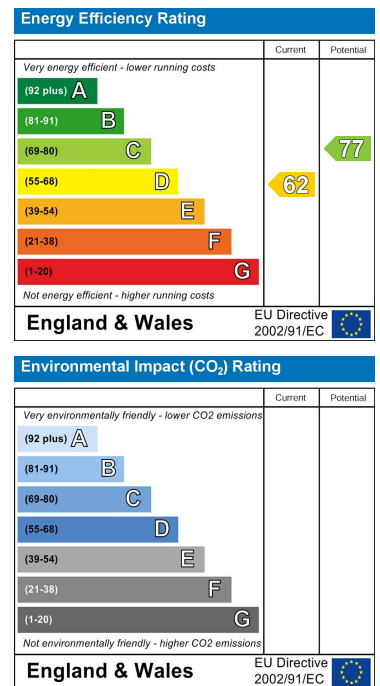 Energy Efficiency Rating
Current Potential
Very energy efficient - lower running costs
(92 plus) A
(81-91) B
(69-80) C
77
(55-68) D
62
(39-54) E
(21-38) F
(1-20) G
Not energy efficient - higher running costs
England & Wales
EU Directive
2002/91/EC
Environmental Impact (CO₂) Rating
Current Potential
Very environmentally friendly - lower CO2 emissions
(92 plus) A
(81-91) B
(69-80) C
(55-68) D
(39-54) E
(21-38) F
(1-20) G
Not environmentally friendly - higher CO2 emissions
England & Wales
EU Directive
2002/91/EC